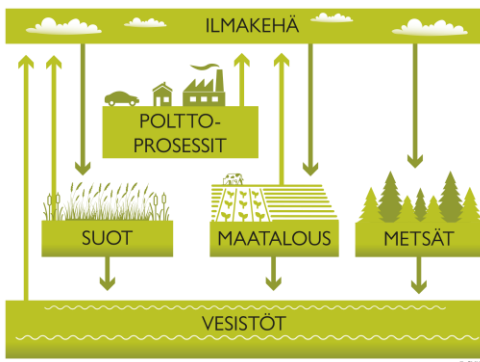 ILMAKEHÄ
POLTTO-
PROSESSIT
SUOT
MAATALOUS
METSÄT
VESISTÖT